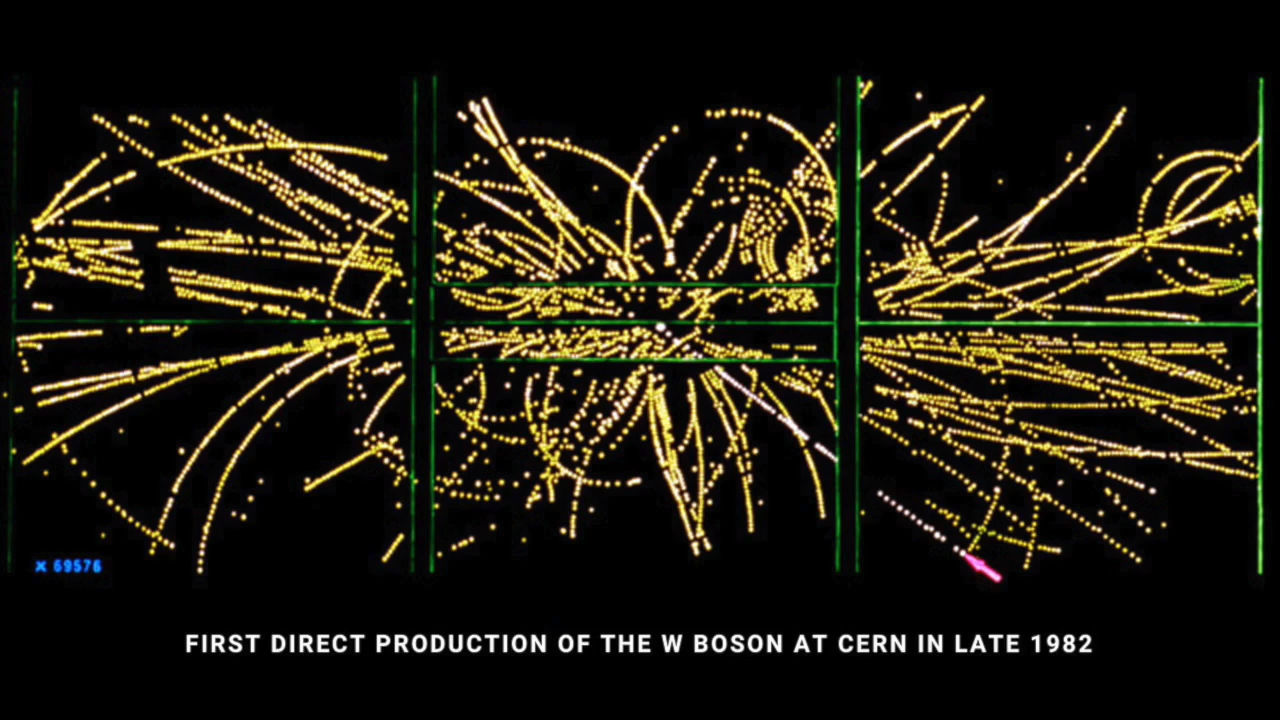 × 69576
FIRST DIRECT PRODUCTION OF THE W BOSON AT CERN IN LATE 1982